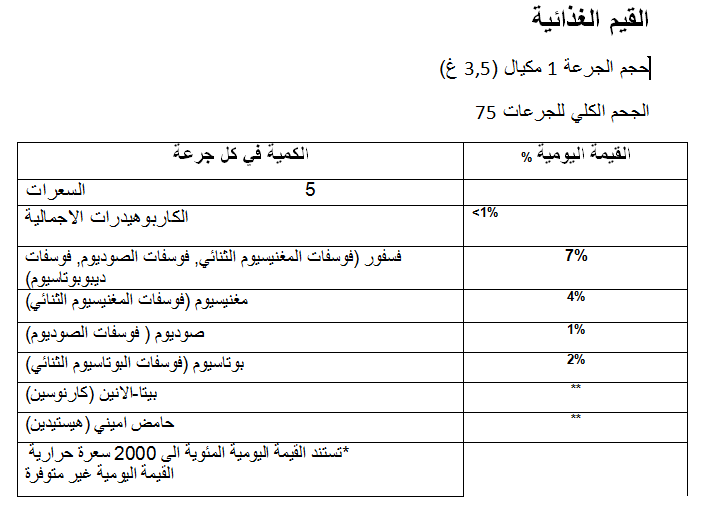 القيم الغذائية
حجم الجرعة 1 مكيال (3,5 غ)
الجحم الكلي للجرعات 75
الكمية في كل جرعة القيمة اليومية %
السعرات 5
الكاربوهيدرات الاجمالية <1%
فسفور (فوسفات المغنيسيوم الثنائي, فوسفات الصوديوم, فوسفات 7%
ديبوبوتاسيوم)
مغنيسيوم (فوسفات المغنيسيوم الثنائي) 4%
صوديوم ( فوسفات الصوديوم) 1%
بوتاسيوم (فوسفات البوتاسيوم الثنائي) 2%
بيتا-الانين (كارنوسين) **
حامض اميني (هيستيدين) **
*تستند القيمة اليومية المئوية الى 2000 سعرة حرارية
القيمة اليومية غير متوفرة